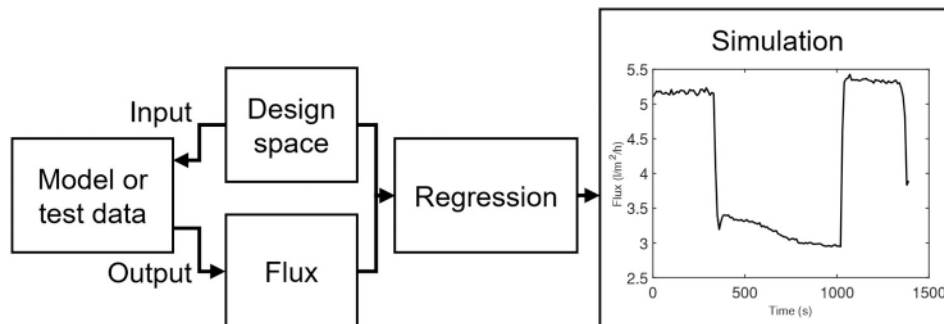 Simulation
Input
Design
space
Model or
test data
Regression
Output
Flux
Flux (l/m²/h)
5.5
5
4.5
4
3.5
3
2.5
0
500
1000
1500
Time (s)